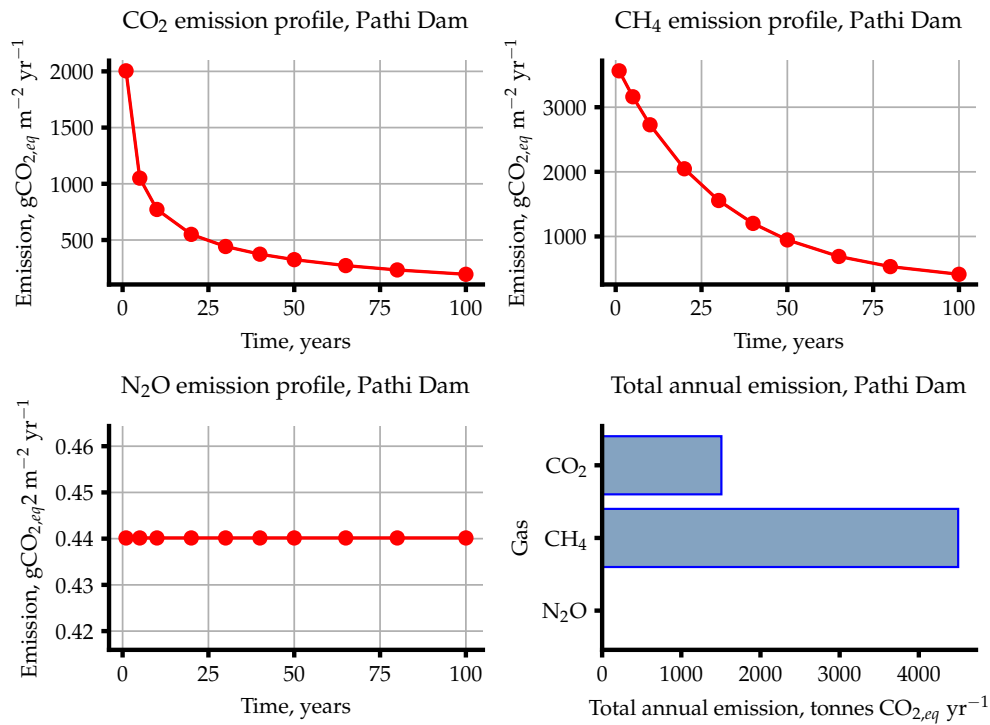 CO2 emission profile, Pathi Dam
Emission, gCO2,eq m−2 yr−1
2000
1500
1000
500
0 25 50 75 100
Time, years
CH4 emission profile, Pathi Dam
Emission, gCO2,eq m−2 yr−1
3000
2000
1000
0 25 50 75 100
Time, years
N2O emission profile, Pathi Dam
Emission, gCO2,eq2 m−2 yr−1
0.46
0.45
0.44
0.43
0.42
0 25 50 75 100
Time, years
Total annual emission, Pathi Dam
Gas
CO2
CH4
N2O
0 1000 2000 3000 4000
Total annual emission, tonnes CO2,eq yr−1